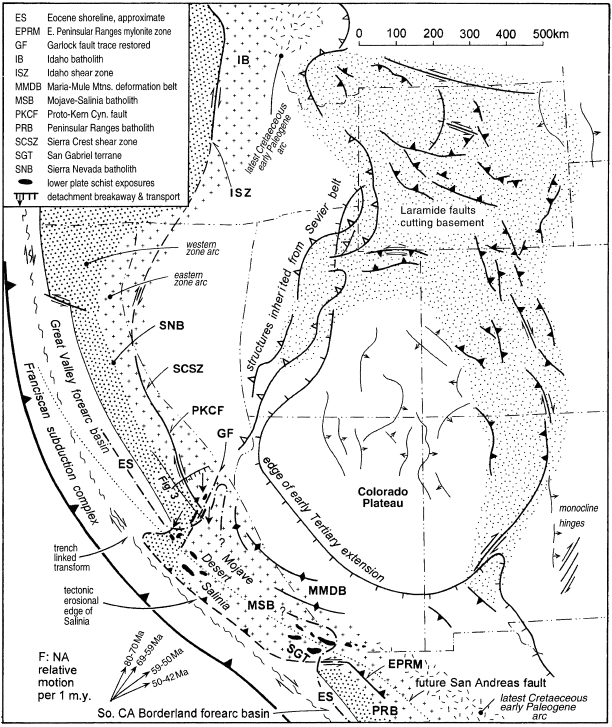 ES Eocene shoreline, approximate
EPRM E. Peninsular Ranges mylonite zone
GF Garlock fault trace restored
IB Idaho batholith
ISZ Idaho shear zone
MMDB Maria-Mule Mtns. deformation belt
MSB Mojave-Salinia batholith
PKCF Proto-Kern Cyn. fault
PRB Peninsular Ranges batholith
SCSZ Sierra Crest shear zone
SGT San Gabriel terrane
SNB Sierra Nevada batholith
lower plate schist exposures
detachment breakaway & transport
0 100 200 300 400 500km
IB
latest Cretaeceous
early Paleogene
arc
ISZ
structures inherited from Sevier belt
Laramide faults
cutting basement
western
zone arc
eastern
zone arc
SNB
Great Valley forearc basin
Franciscan subduction complex
SCSZ
PKCF
GF
ES
Fig. 3
edge of early Tertiary extension
Colorado
Plateau
monocline
hinges
trench
linked
transform
tectonic
erosional
edge of
Salinia
Mojave
Desert
Salinia
MSB
?
MMDB
SGT
EPRM
future San Andreas fault
latest Cretaeceous
early Paleogene
arc
PRB
ES
F: NA
relative
motion
per 1 m.y.
80-70 Ma
69-59 Ma
59-50 Ma
50-42 Ma
So. CA Borderland forearc basin